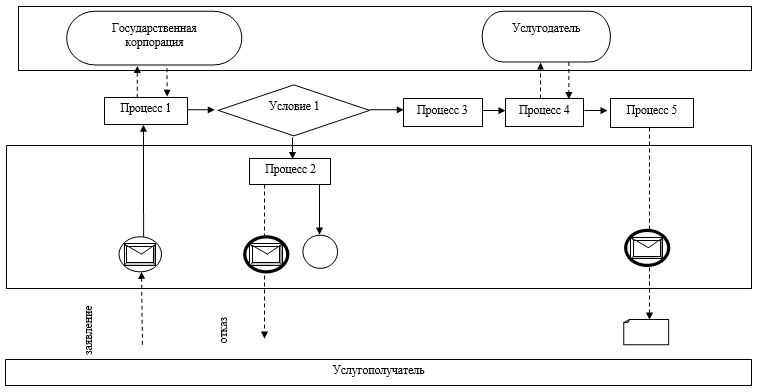 Государственная
корпорация
Услугодатель
Процесс 1
Условие 1
Процесс 3
Процесс 4
Процесс 5
Процесс 2
заявление
отказ
Услугополучатель